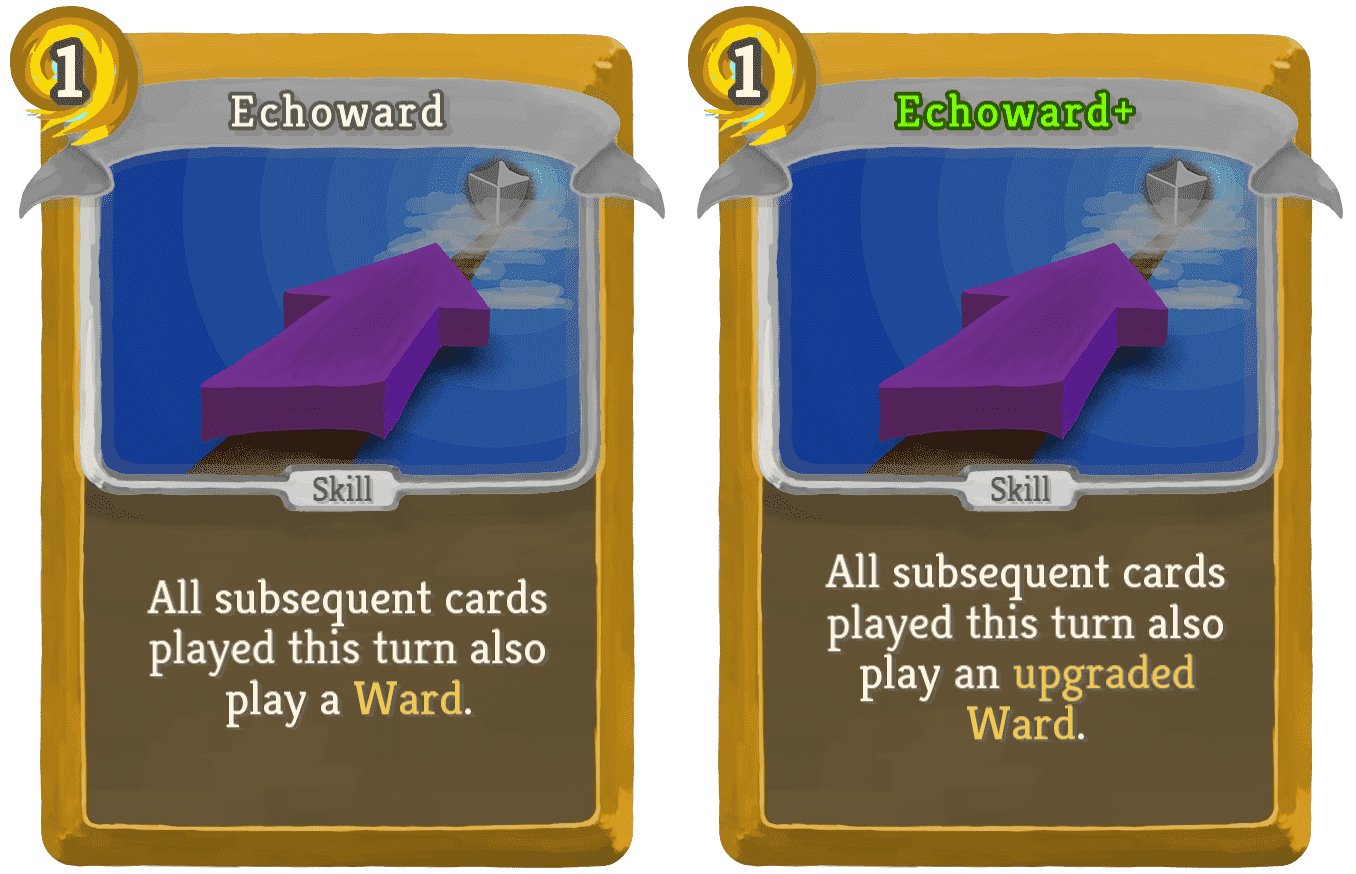 1
Echoward
Skill
All subsequent cards
played this turn also
play a Ward.
1
Echoward+
Skill
All subsequent cards
played this turn also
play an upgraded
Ward.